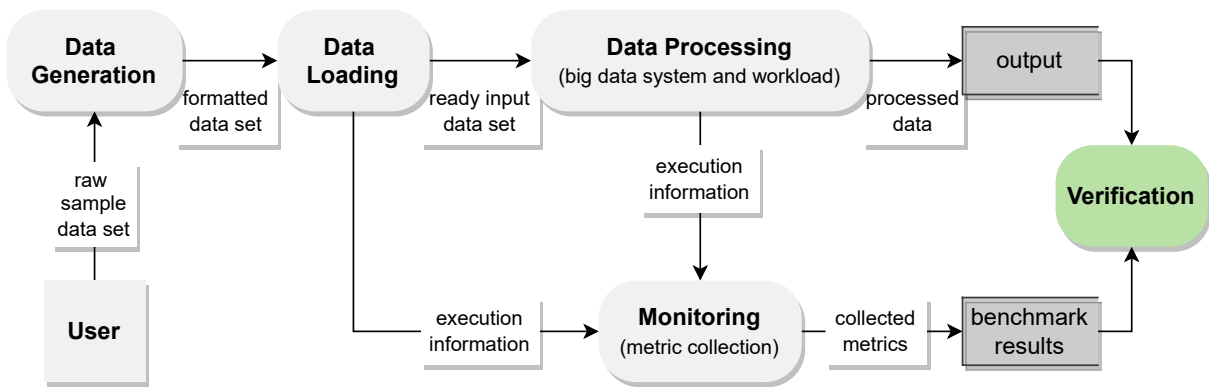 Data
Generation
formatted
data set
Data
Loading
ready input
data set
Data Processing
(big data system and workload)
processed
data
output
raw
sample
data set
execution
information
Verification
User
execution
information
Monitoring
(metric collection)
collected
metrics
benchmark
results